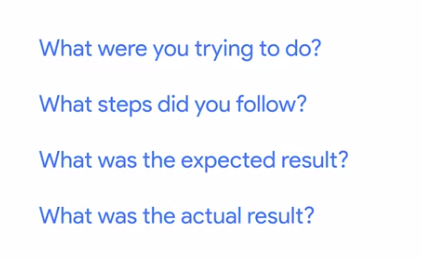 What were you trying to do?
What steps did you follow?
What was the expected result?
What was the actual result?